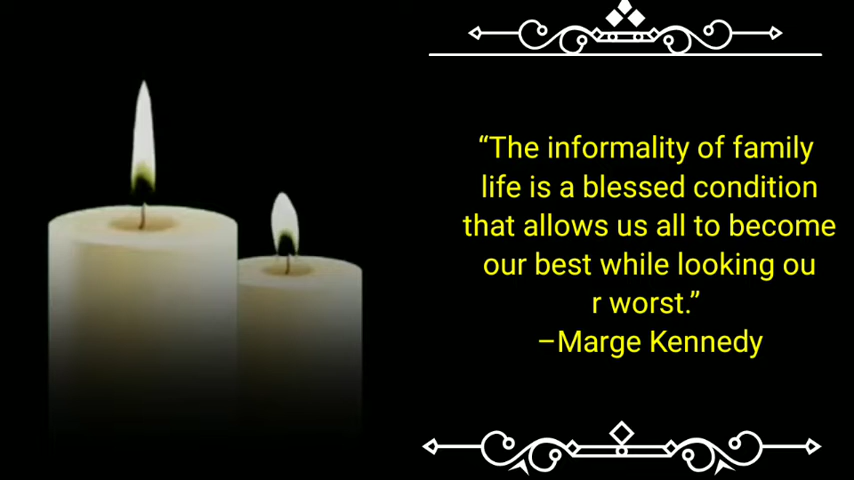 “The informality of family
life is a blessed condition
that allows us all to become
our best while looking ou
r worst.”
–Marge Kennedy